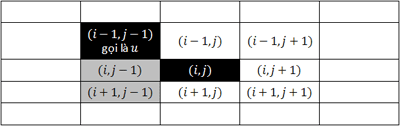 (i − 1, j − 1) (i − 1, j) (i − 1, j + 1)
gọi là u
(i, j − 1) (i, j) (i, j + 1)
(i + 1, j − 1) (i + 1, j) (i + 1, j + 1)